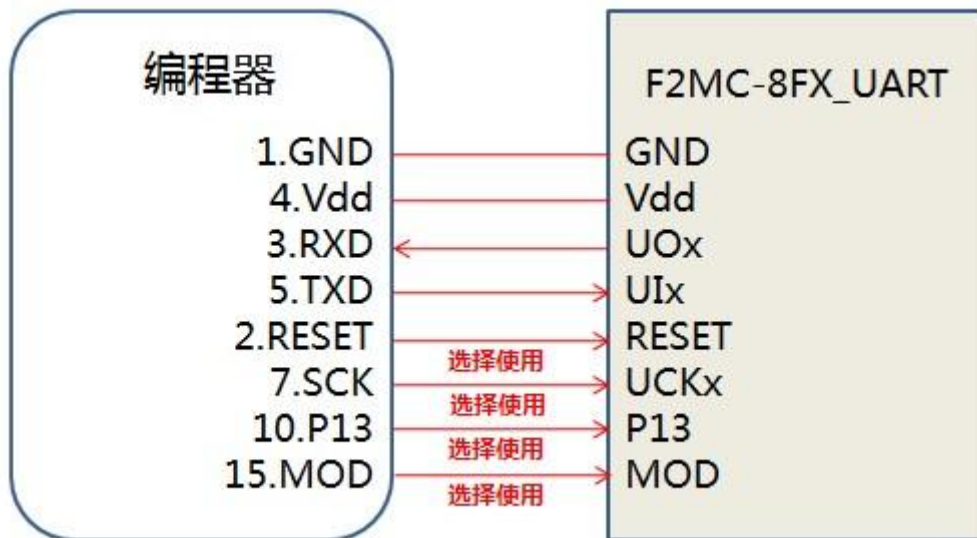 编程器
F2MC-8FX_UART
1.GND GND
4.Vdd Vdd
3.RXD UOx
5.TXD UIx
2.RESET RESET
选择使用
7.SCK UCKx
选择使用
10.P13 P13
选择使用
15.MOD MOD
选择使用